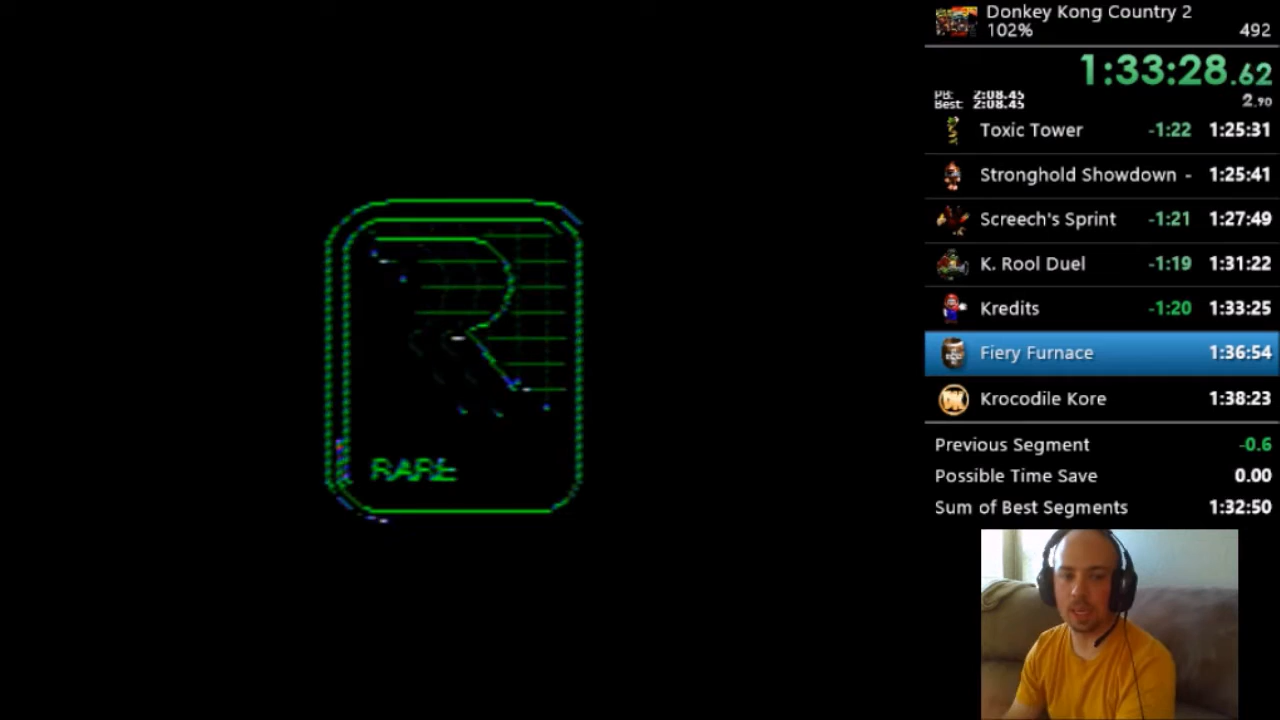 RARE
Donkey Kong Country 2
102% 492
1:33:28.62
PB: 2:08.45
Best: 2:08.45
2.90
Toxic Tower -1:22 1:25:31
Stronghold Showdown - 1:25:41
Screech's Sprint -1:21 1:27:49
K. Rool Duel -1:19 1:31:22
Kredits -1:20 1:33:25
Fiery Furnace 1:36:54
Krocodile Kore 1:38:23
Previous Segment -0.6
Possible Time Save 0.00
Sum of Best Segments 1:32:50